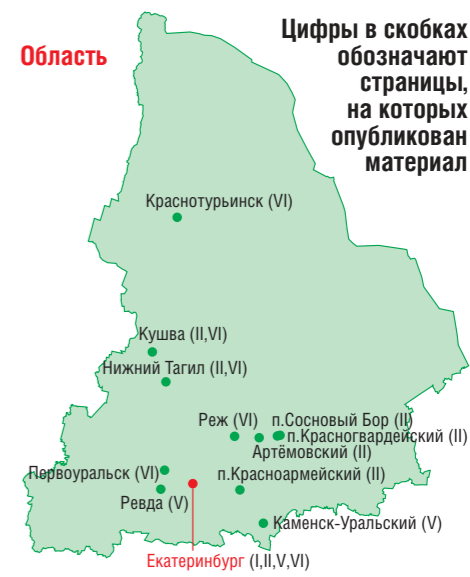 Область
Цифры в скобках
обозначают
страницы,
на которых
опубликован
материал
Краснотурьинск (VI)
Кушва (II,VI)
Нижний Тагил (II,VI)
Реж (VI)
п.Сосновый Бор (II)
п.Красногвардейский (II)
Артёмовский (II)
Первоуральск (VI)
п.Красноармейский (II)
Ревда (V)
Каменск-Уральский (V)
Екатеринбург (I,II,V,VI)